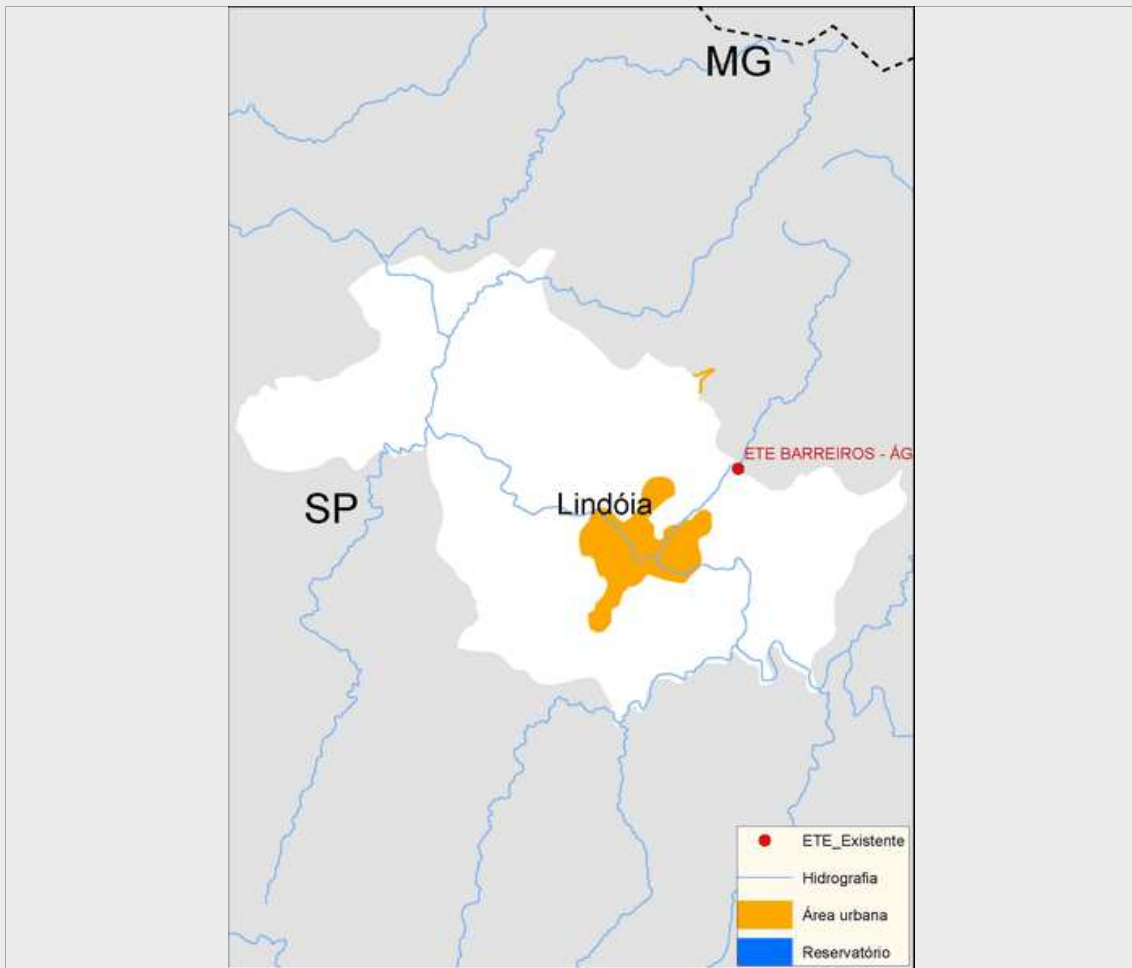 MG
ETE BARREIROS - ÁG
Lindóia
SP
ETE_Existente
Hidrografia
Área urbana
Reservatório